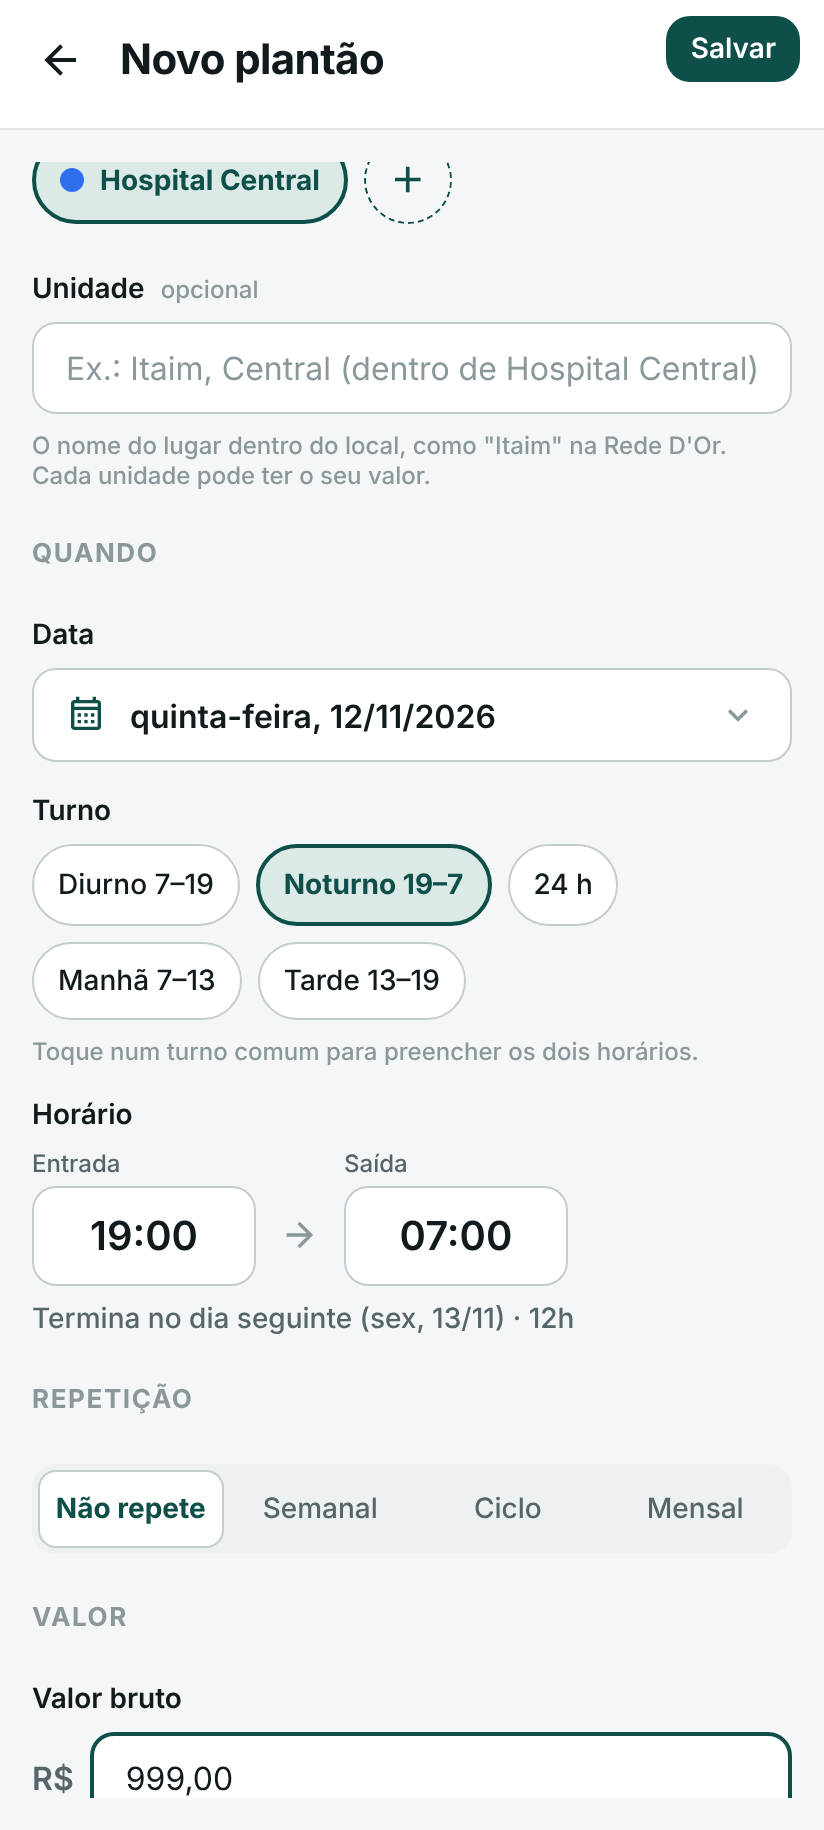 Novo plantão
Salvar
Hospital Central
+
Unidade opcional
Ex.: Itaim, Central (dentro de Hospital Central)
O nome do lugar dentro do local, como "Itaim" na Rede D'Or.
Cada unidade pode ter o seu valor.
QUANDO
Data
quinta-feira, 12/11/2026
Turno
Diurno 7–19
Noturno 19–7
24 h
Manhã 7–13
Tarde 13–19
Toque num turno comum para preencher os dois horários.
Horário
Entrada
Saída
19:00 → 07:00
Termina no dia seguinte (sex, 13/11) · 12h
REPETIÇÃO
Não repete
Semanal
Ciclo
Mensal
VALOR
Valor bruto
R$ 999,00